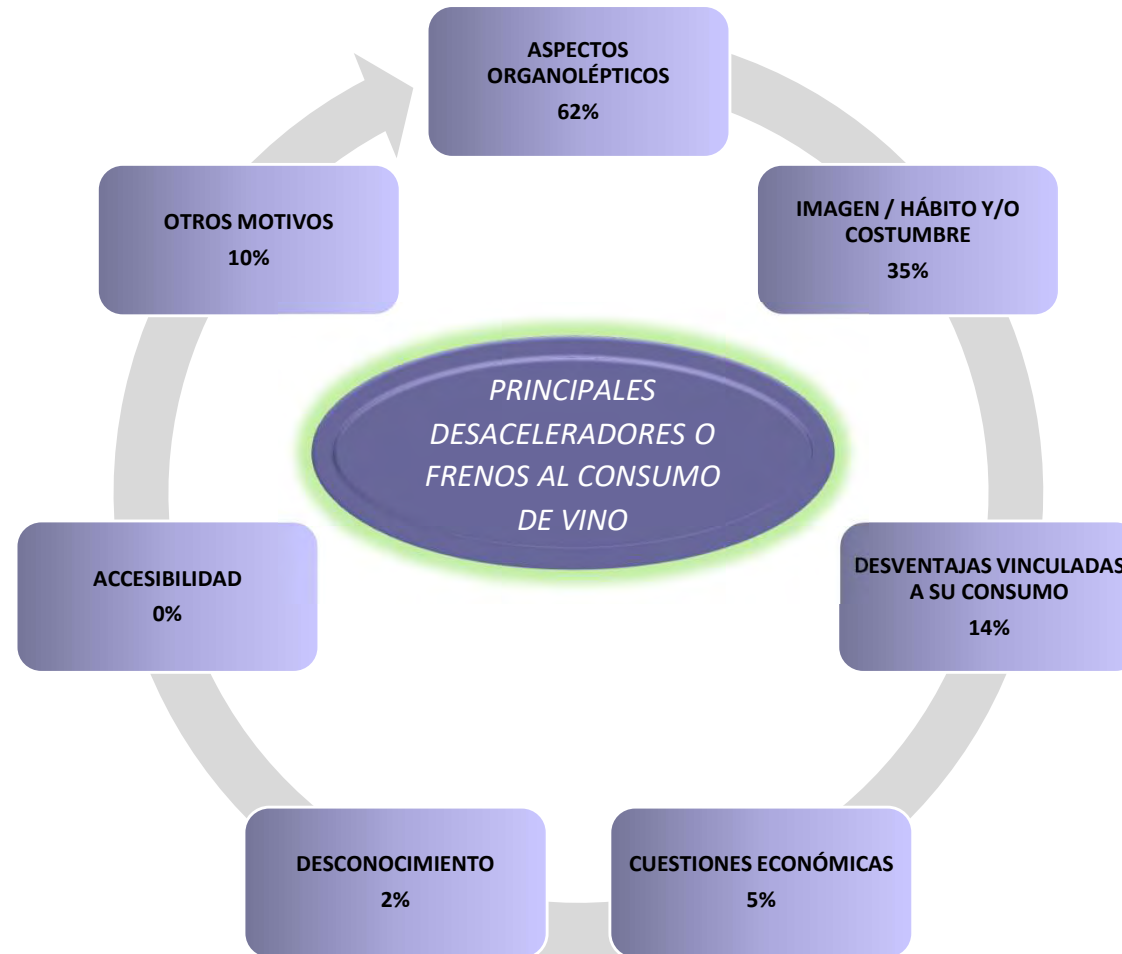 ASPECTOS
ORGANOLÉPTICOS
62%
IMAGEN / HÁBITO Y/O
COSTUMBRE
35%
DESVENTAJAS VINCULADAS
A SU CONSUMO
14%
CUESTIONES ECONÓMICAS
5%
DESCONOCIMIENTO
2%
ACCESIBILIDAD
0%
OTROS MOTIVOS
10%
PRINCIPALES
DESACELERADORES O
FRENOS AL CONSUMO
DE VINO